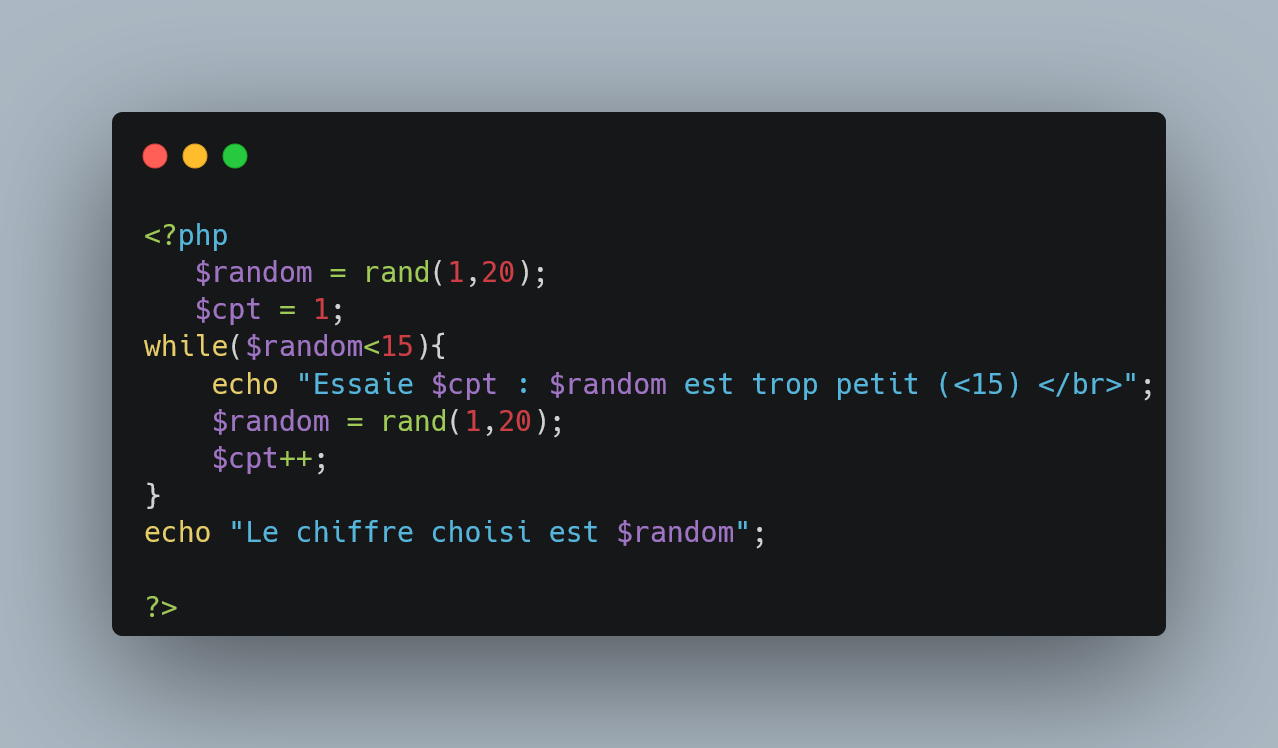 <?php
   $random = rand(1,20);
   $cpt = 1;
while($random<15){
    echo "Essaie $cpt : $random est trop petit (<15) </br>";
    $random = rand(1,20);
    $cpt++;
}
echo "Le chiffre choisi est $random";

?>